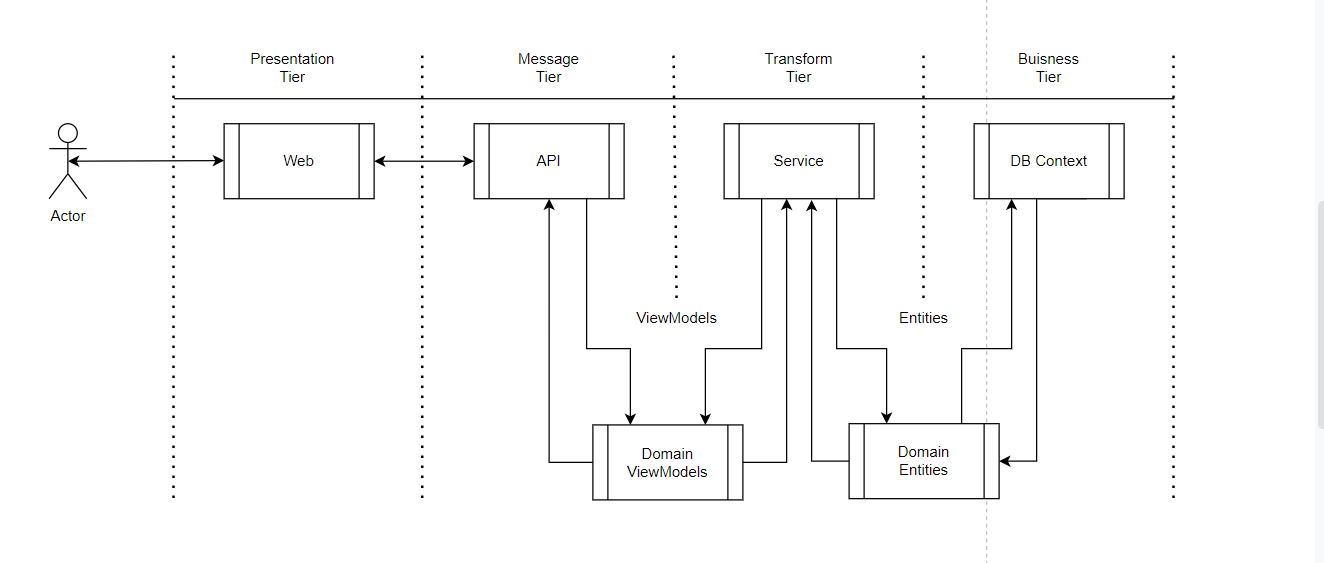 Presentation
Tier
Message
Tier
Transform
Tier
Buisness
Tier
Web
API
Service
DB Context
Actor
ViewModels
Entities
Domain
ViewModels
Domain
Entities